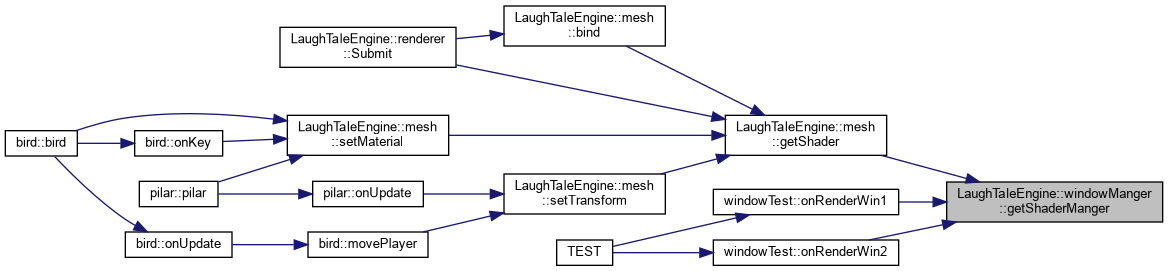 LaughTaleEngine::mesh
::bind
LaughTaleEngine::renderer
::Submit
LaughTaleEngine::mesh
::getShader
LaughTaleEngine::mesh
::setMaterial
bird::bird
bird::onKey
pilar::pilar
pilar::onUpdate
LaughTaleEngine::mesh
::setTransform
LaughTaleEngine::windowManger
::getShaderManger
windowTest::onRenderWin1
bird::onUpdate
bird::movePlayer
TEST
windowTest::onRenderWin2